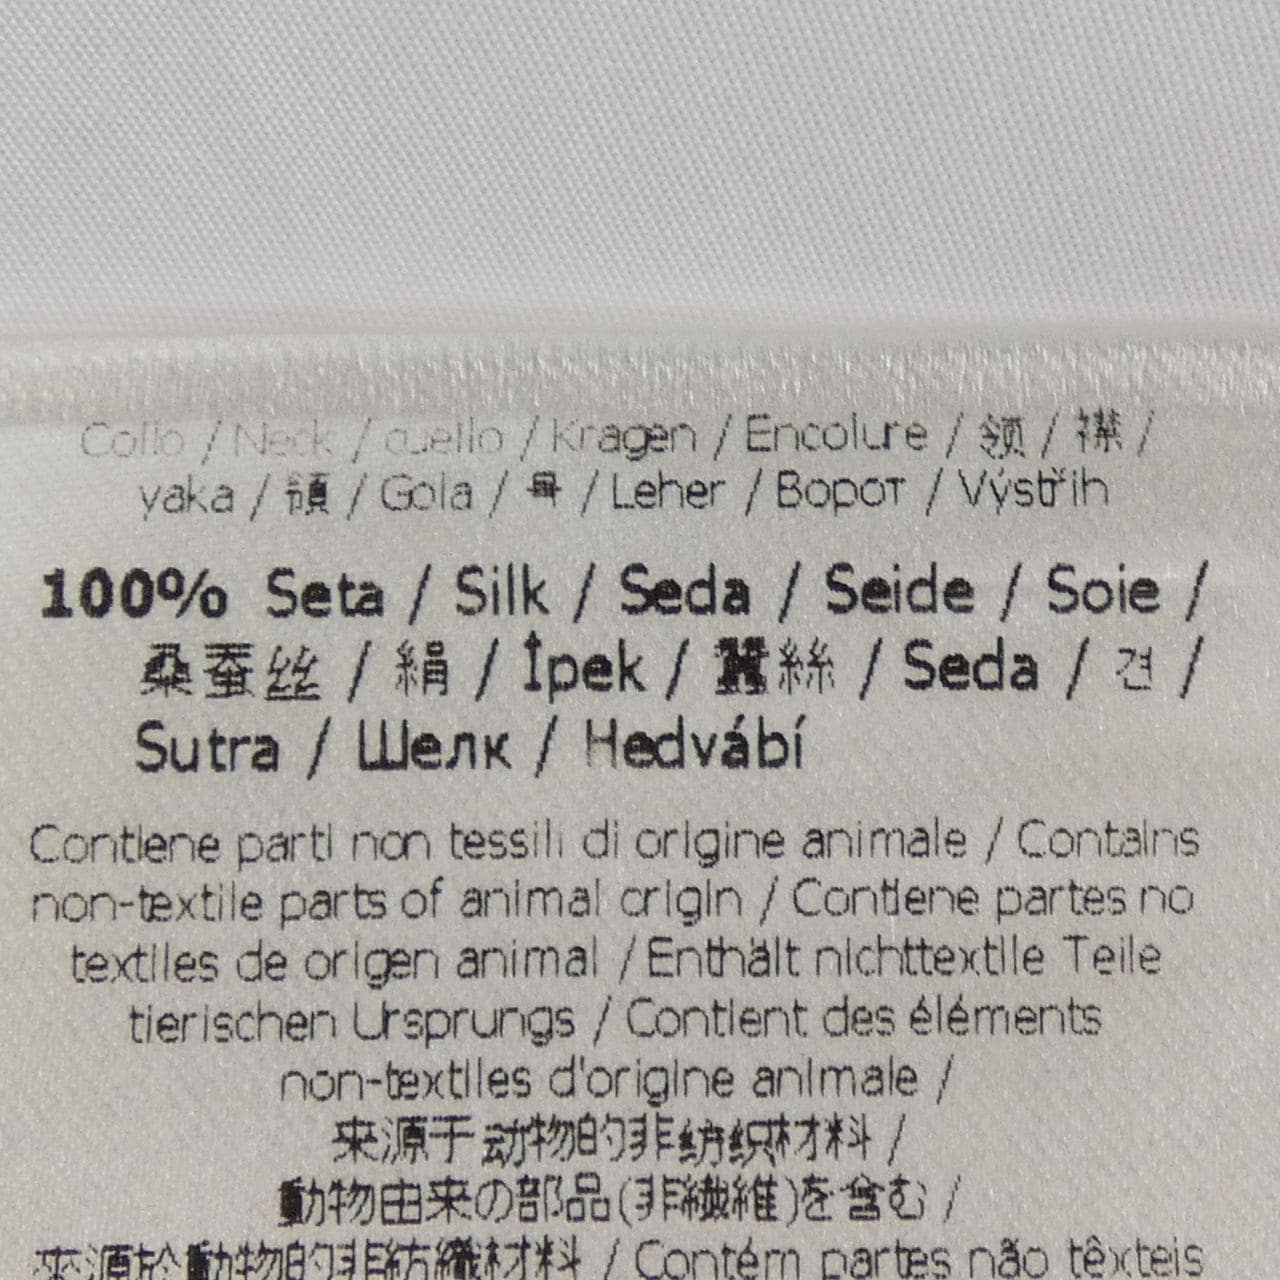 Collo / Neck / cuello / Kragen / Encolure / 领 / 襟 /
yaka / 領 / Gola / / Leher / Ворот / Výstřih
100% Seta / Silk / Seda / Seide / Soie /
桑蚕丝 / 絹 / İpek / 蠶絲 / Seda / 견 /
Sutra / Шелк / Hedvábí
Contiene parti non tessili di origine animale / Contains
non-textile parts of animal origin / Contiene partes no
textiles de origen animal / Enthält nichttextile Teile
tierischen Ursprungs / Contient des éléments
non-textiles d'origine animale /
来源于动物的非纺织材料 /
動物由来の部品(非繊維)を含む /
來源於動物的非紡織材料 / Contém partes não têxteis